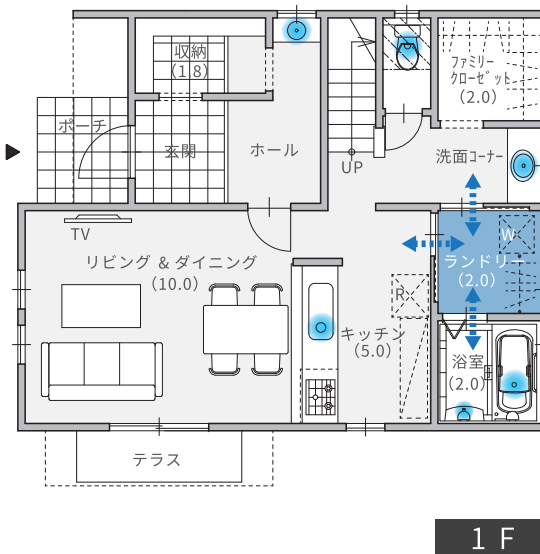 収納
(1.8)
ファミリー
クローゼット
(2.0)
ポーチ
玄関
ホール
UP
洗面コーナー
TV
リビング & ダイニング
(10.0)
W
ランドリー
(2.0)
R
キッチン
(5.0)
浴室
(2.0)
テラス
1 F